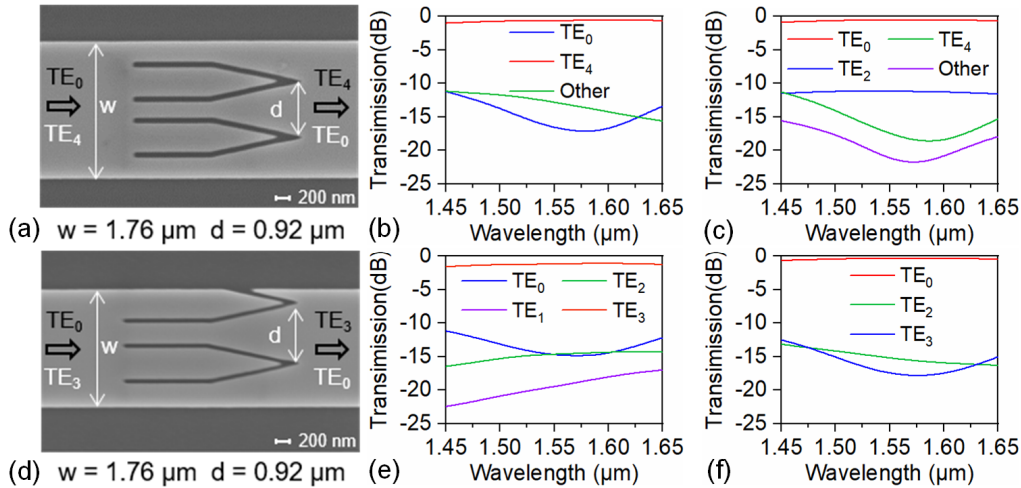 TE0
TE4
w
d
TE4
TE0
200 nm
(a) w = 1.76 μm d = 0.92 μm
Transimission(dB)
0
-5
-10
-15
-20
-25
TE0
TE4
Other
1.45 1.50 1.55 1.60 1.65
(b) Wavelength (μm)
Transimission(dB)
0
-5
-10
-15
-20
-25
TE0 TE4
TE2 Other
1.45 1.50 1.55 1.60 1.65
(c) Wavelength (μm)
TE0
TE3
w
d
TE3
TE0
200 nm
(d) w = 1.76 μm d = 0.92 μm
Transimission(dB)
0
-5
-10
-15
-20
-25
TE0 TE2
TE1 TE3
1.45 1.50 1.55 1.60 1.65
(e) Wavelength (μm)
Transimission(dB)
0
-5
-10
-15
-20
-25
TE0
TE2
TE3
1.45 1.50 1.55 1.60 1.65
(f) Wavelength (μm)